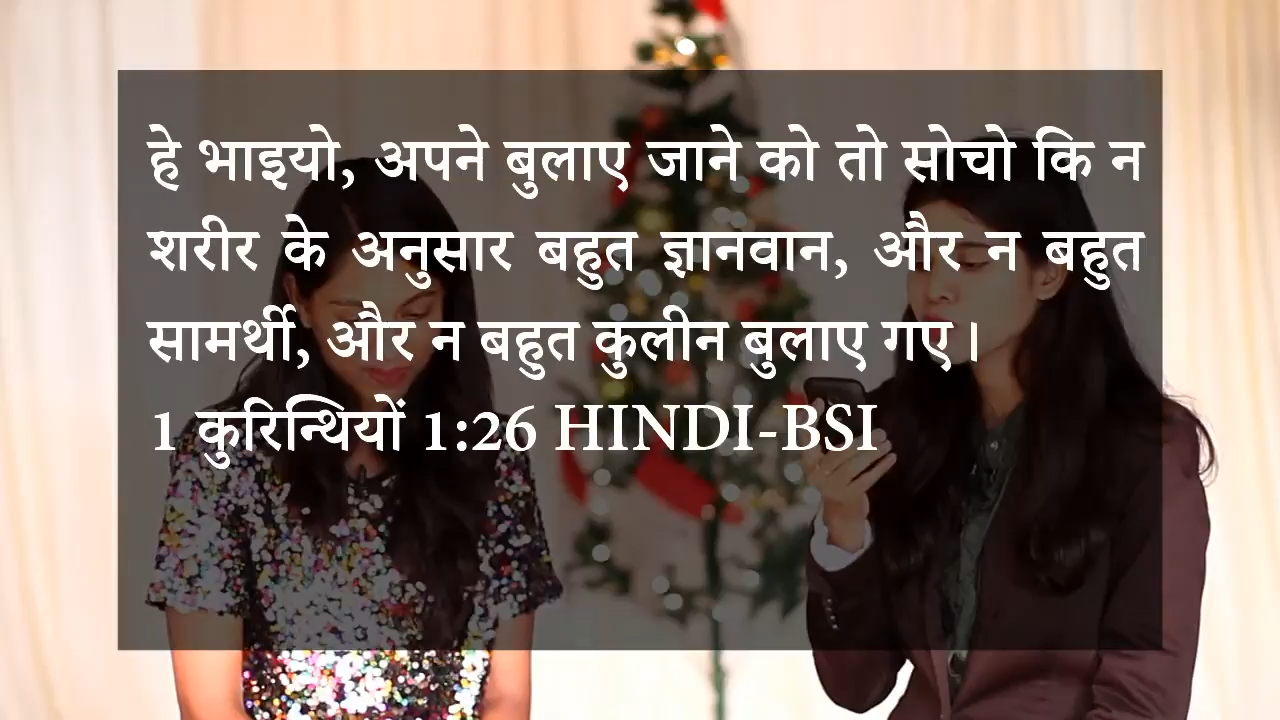 हे भाइयो, अपने बुलाए जाने को तो सोचो कि न
शरीर के अनुसार बहुत ज्ञानवान, और न बहुत
सामर्थी, और न बहुत कुलीन बुलाए गए।
1 कुरिन्थियों 1:26 HINDI-BSI